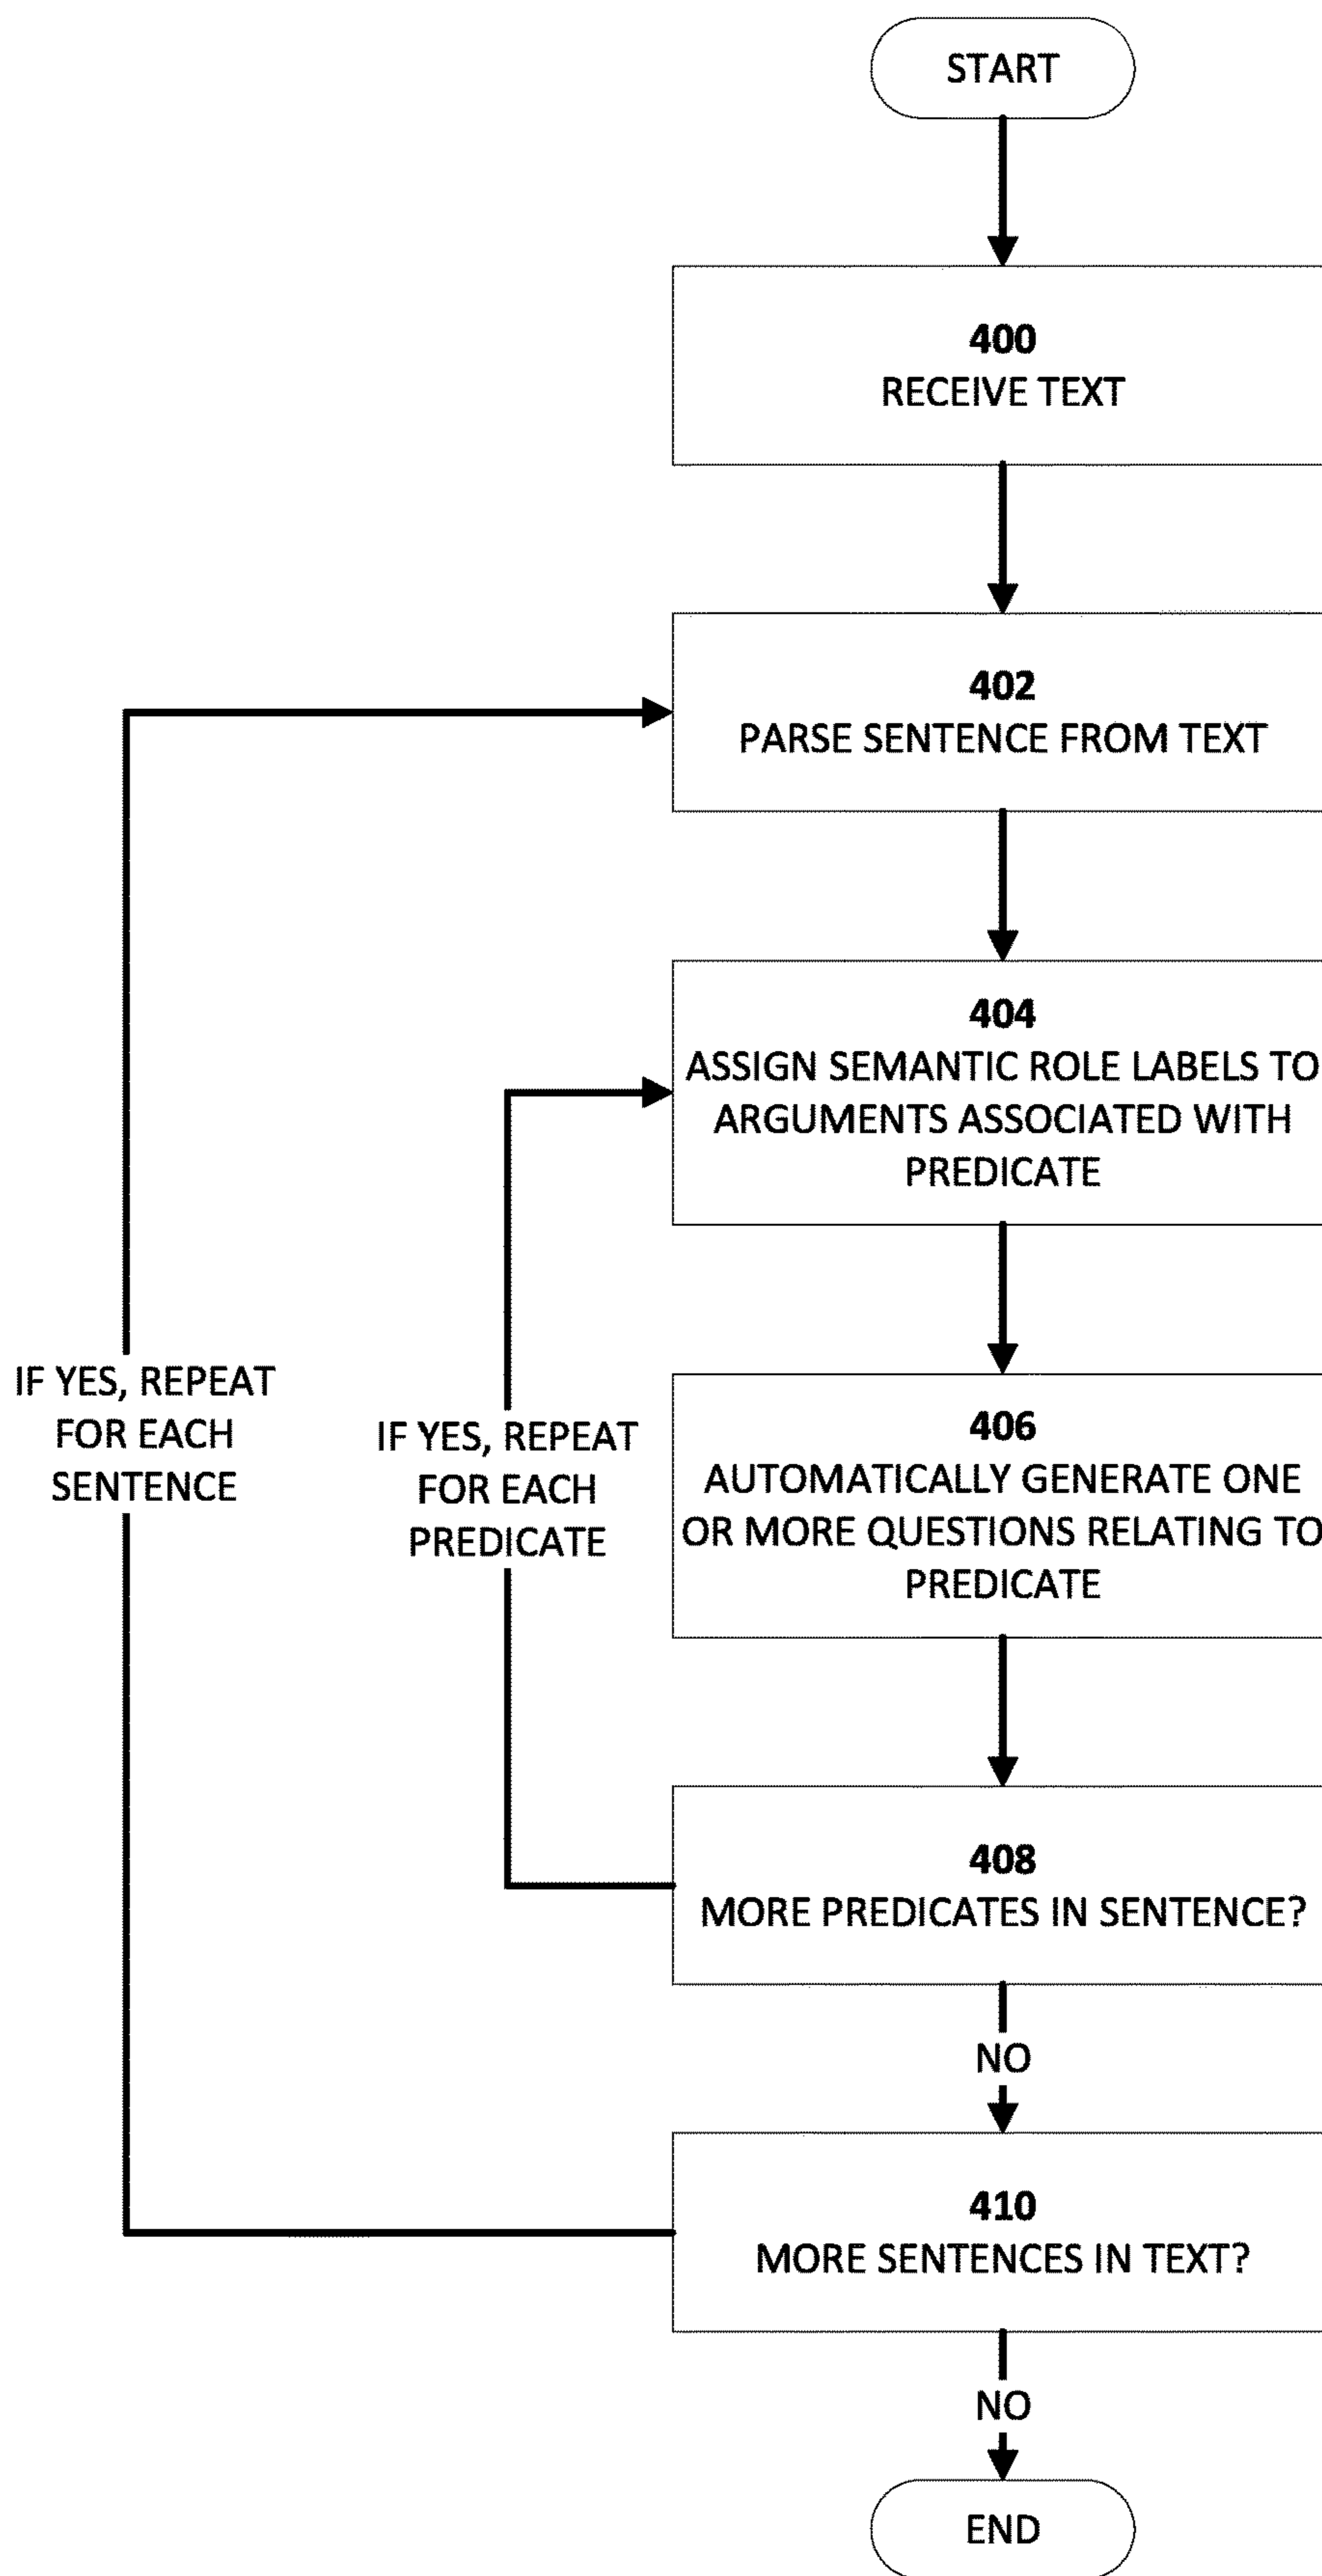 START
400
RECEIVE TEXT
402
PARSE SENTENCE FROM TEXT
404
ASSIGN SEMANTIC ROLE LABELS TO
ARGUMENTS ASSOCIATED WITH
PREDICATE
IF YES, REPEAT
FOR EACH
SENTENCE
IF YES, REPEAT
FOR EACH
PREDICATE
406
AUTOMATICALLY GENERATE ONE
OR MORE QUESTIONS RELATING TO
PREDICATE
408
MORE PREDICATES IN SENTENCE?
NO
410
MORE SENTENCES IN TEXT?
NO
END